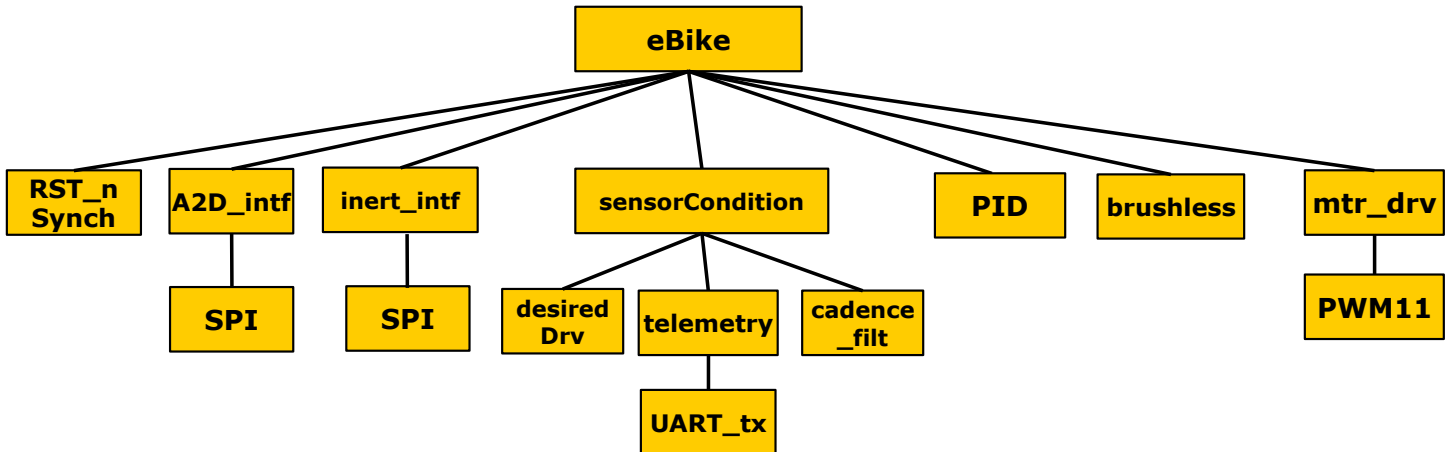 eBike
RST_n
Synch
A2D_intf
inert_intf
sensorCondition
PID
brushless
mtr_drv
SPI
SPI
desired
Drv
telemetry
cadence
_filt
PWM11
UART_tx